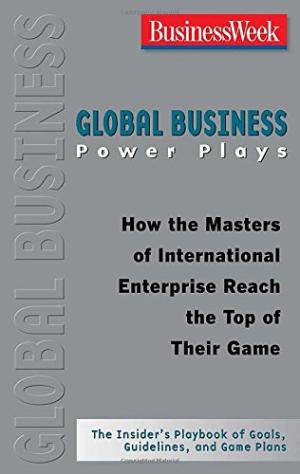 BusinessWeek
GLOBAL BUSINESS
GLOBAL BUSINESS
Power Plays
How the Masters
of International
Enterprise Reach
the Top of
Their Game
The Insider's Playbook of Goals,
Guidelines, and Game Plans